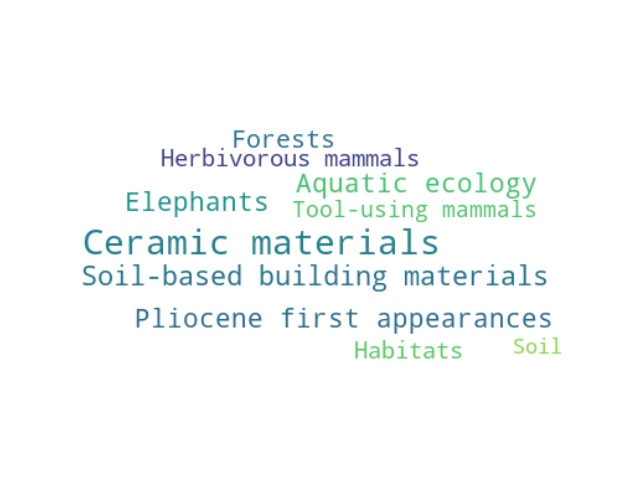 Forests
Herbivorous mammals
Aquatic ecology
Elephants
Tool-using mammals
Ceramic materials
Soil-based building materials
Pliocene first appearances
Habitats
Soil